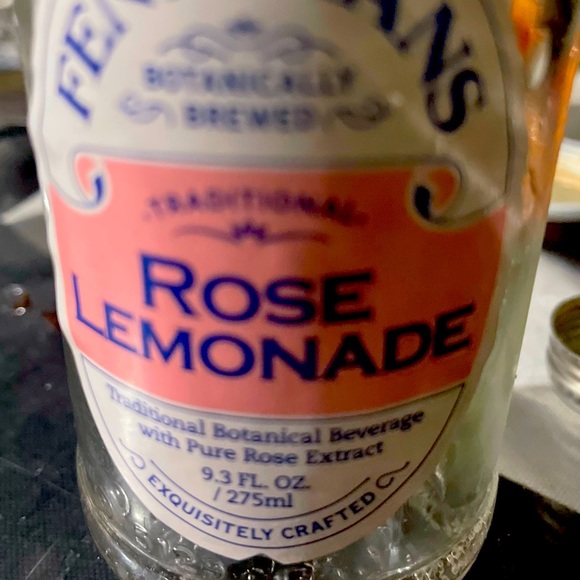 BOTANICALLY
BREWED
TRADITIONAL
ROSE
LEMONADE
Traditional Botanical Beverage
with Pure Rose Extract
9.3 FL. OZ.
/ 275ml
EXQUISITELY CRAFTED